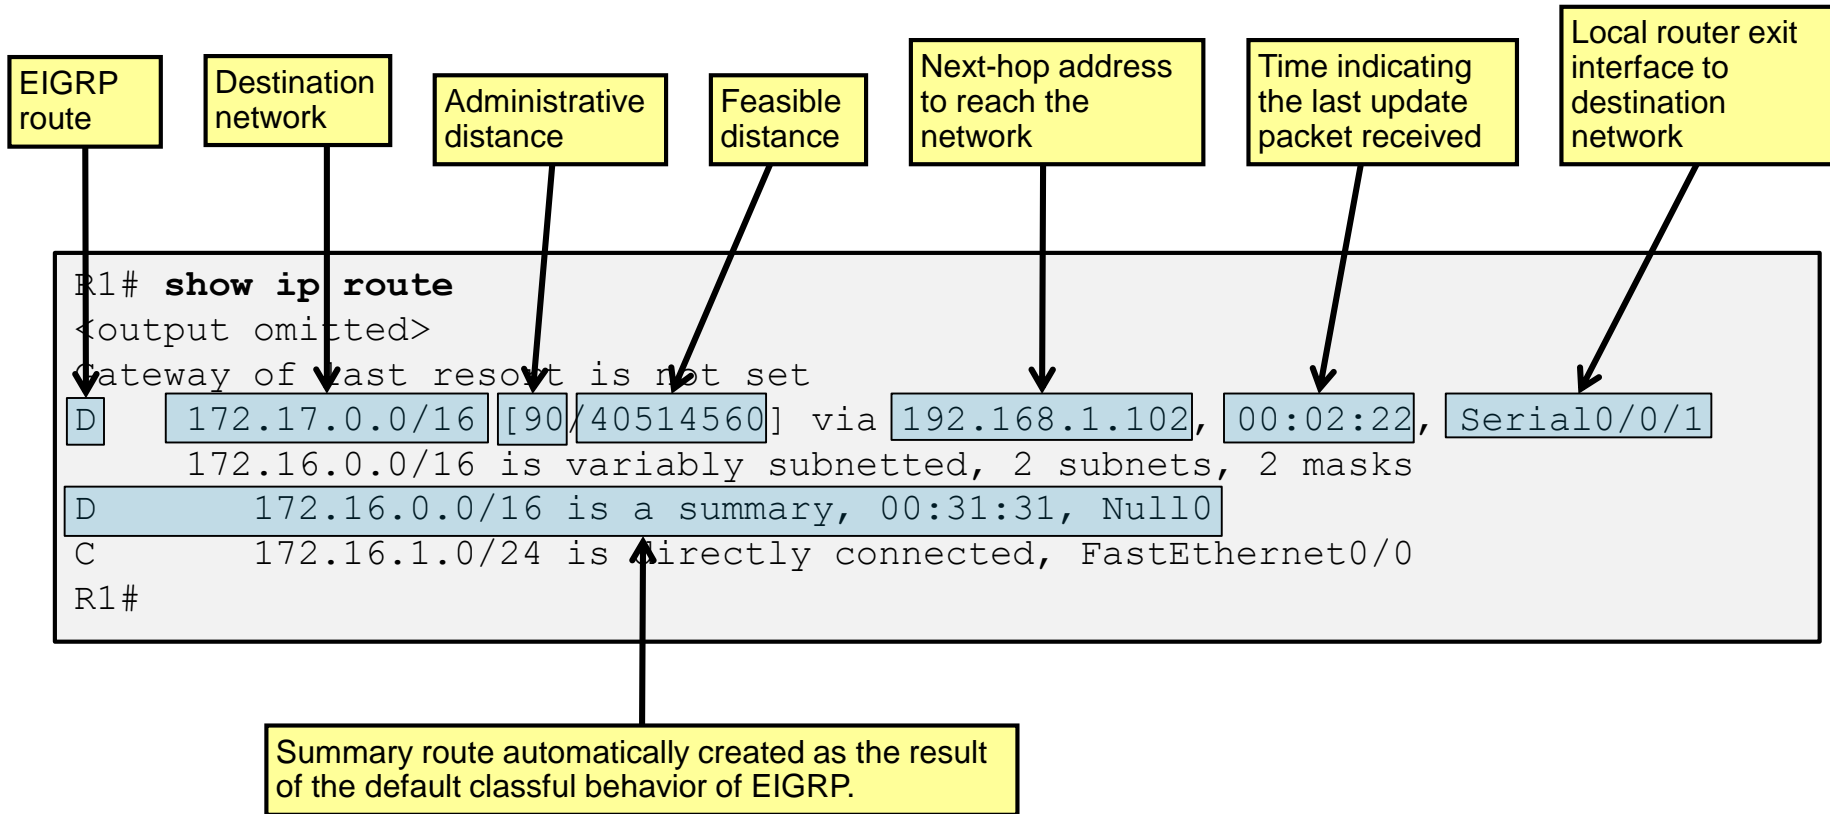 EIGRP
route
Destination
network
Administrative
distance
Feasible
distance
Next-hop address
to reach the
network
Time indicating
the last update
packet received
Local router exit
interface to
destination
network
R1# show ip route
<output omitted>
Gateway of last resort is not set
D 172.17.0.0/16 [90/40514560] via 192.168.1.102, 00:02:22, Serial0/0/1
172.16.0.0/16 is variably subnetted, 2 subnets, 2 masks
D 172.16.0.0/16 is a summary, 00:31:31, Null0
C 172.16.1.0/24 is directly connected, FastEthernet0/0
R1#
Summary route automatically created as the result
of the default classful behavior of EIGRP.